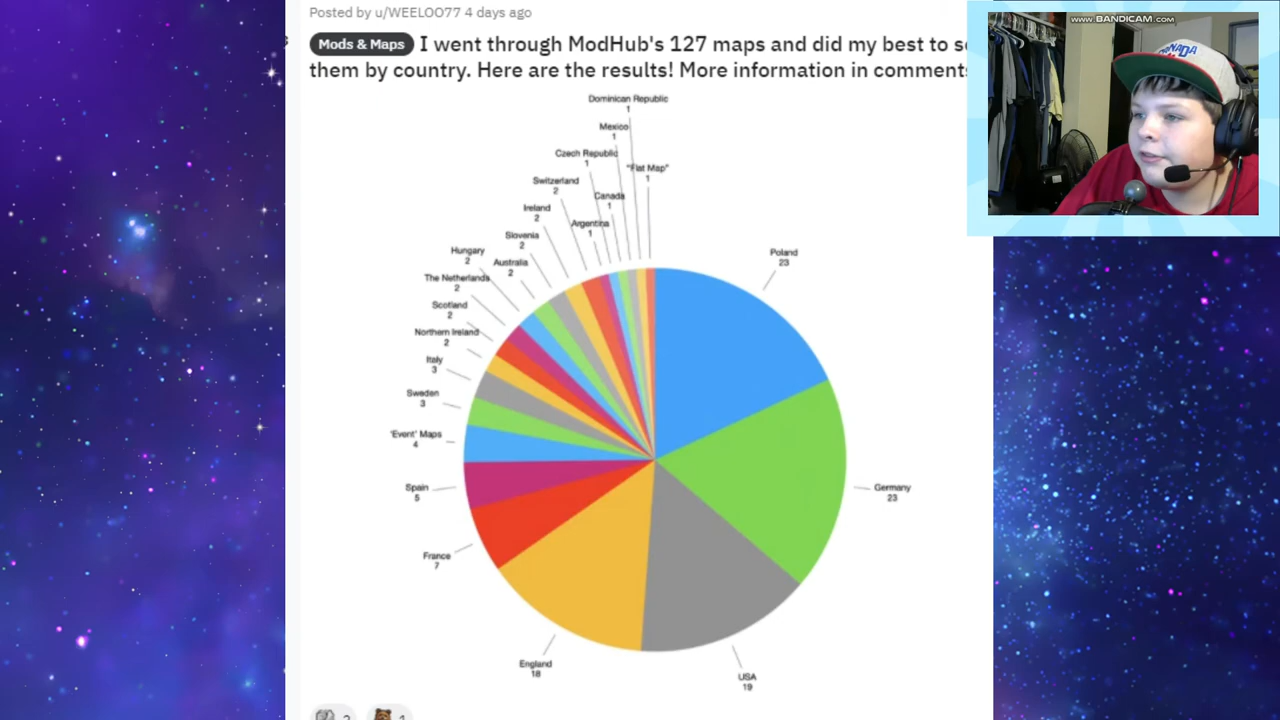 Posted by u/WEELOO77 4 days ago
Mods & Maps I went through ModHub's 127 maps and did my best to
them by country. Here are the results! More information in comments
www.BANDICAM.com
Dominican Republic
1
Mexico
1
Czech Republic
1
"Flat Map"
1
Switzerland
2
Canada
1
Ireland
2
Argentina
1
Slovenia
2
Hungary
2
Australia
2
The Netherlands
2
Scotland
2
Northern Ireland
2
Italy
3
Sweden
3
'Event' Maps
4
Spain
5
France
7
England
18
USA
19
Germany
23
Poland
23
2
1